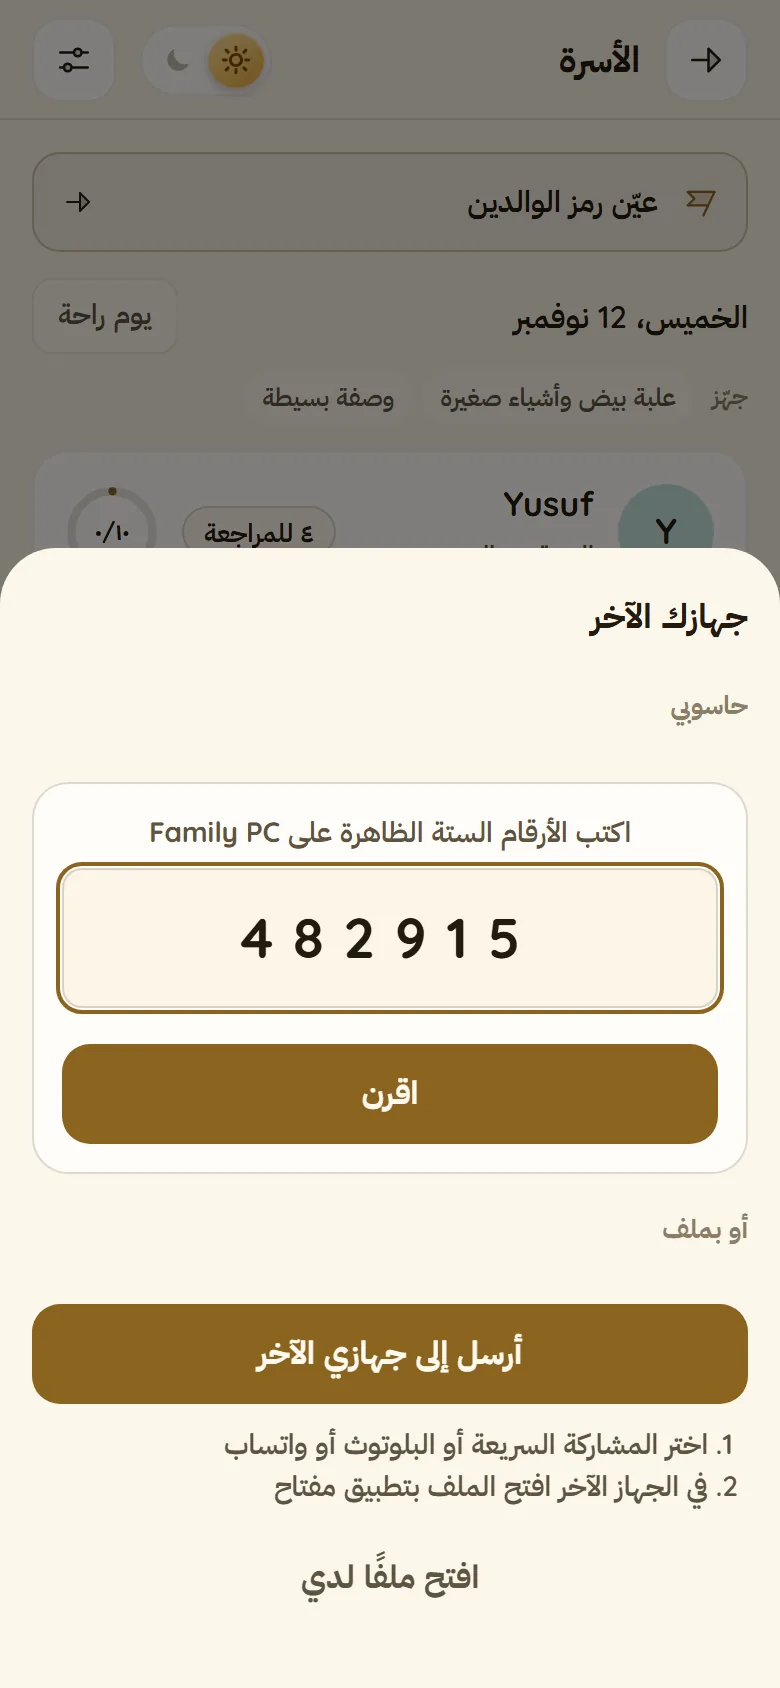 الأسرة
عيّن رمز الوالدين
الخميس، 12 نوفمبر
يوم راحة
جهّز
علبة بيض وأشياء صغيرة
وصفة بسيطة
Y
Yusuf
٤ للمراجعة
٠/١٠
جهازك الآخر
حاسوبي
اكتب الأرقام الستة الظاهرة على Family PC
4 8 2 9 1 5
اقرن
أو بملف
أرسل إلى جهازي الآخر
1. اختر المشاركة السريعة أو البلوتوث أو واتساب
2. في الجهاز الآخر افتح الملف بتطبيق مفتاح
افتح ملفًا لدي